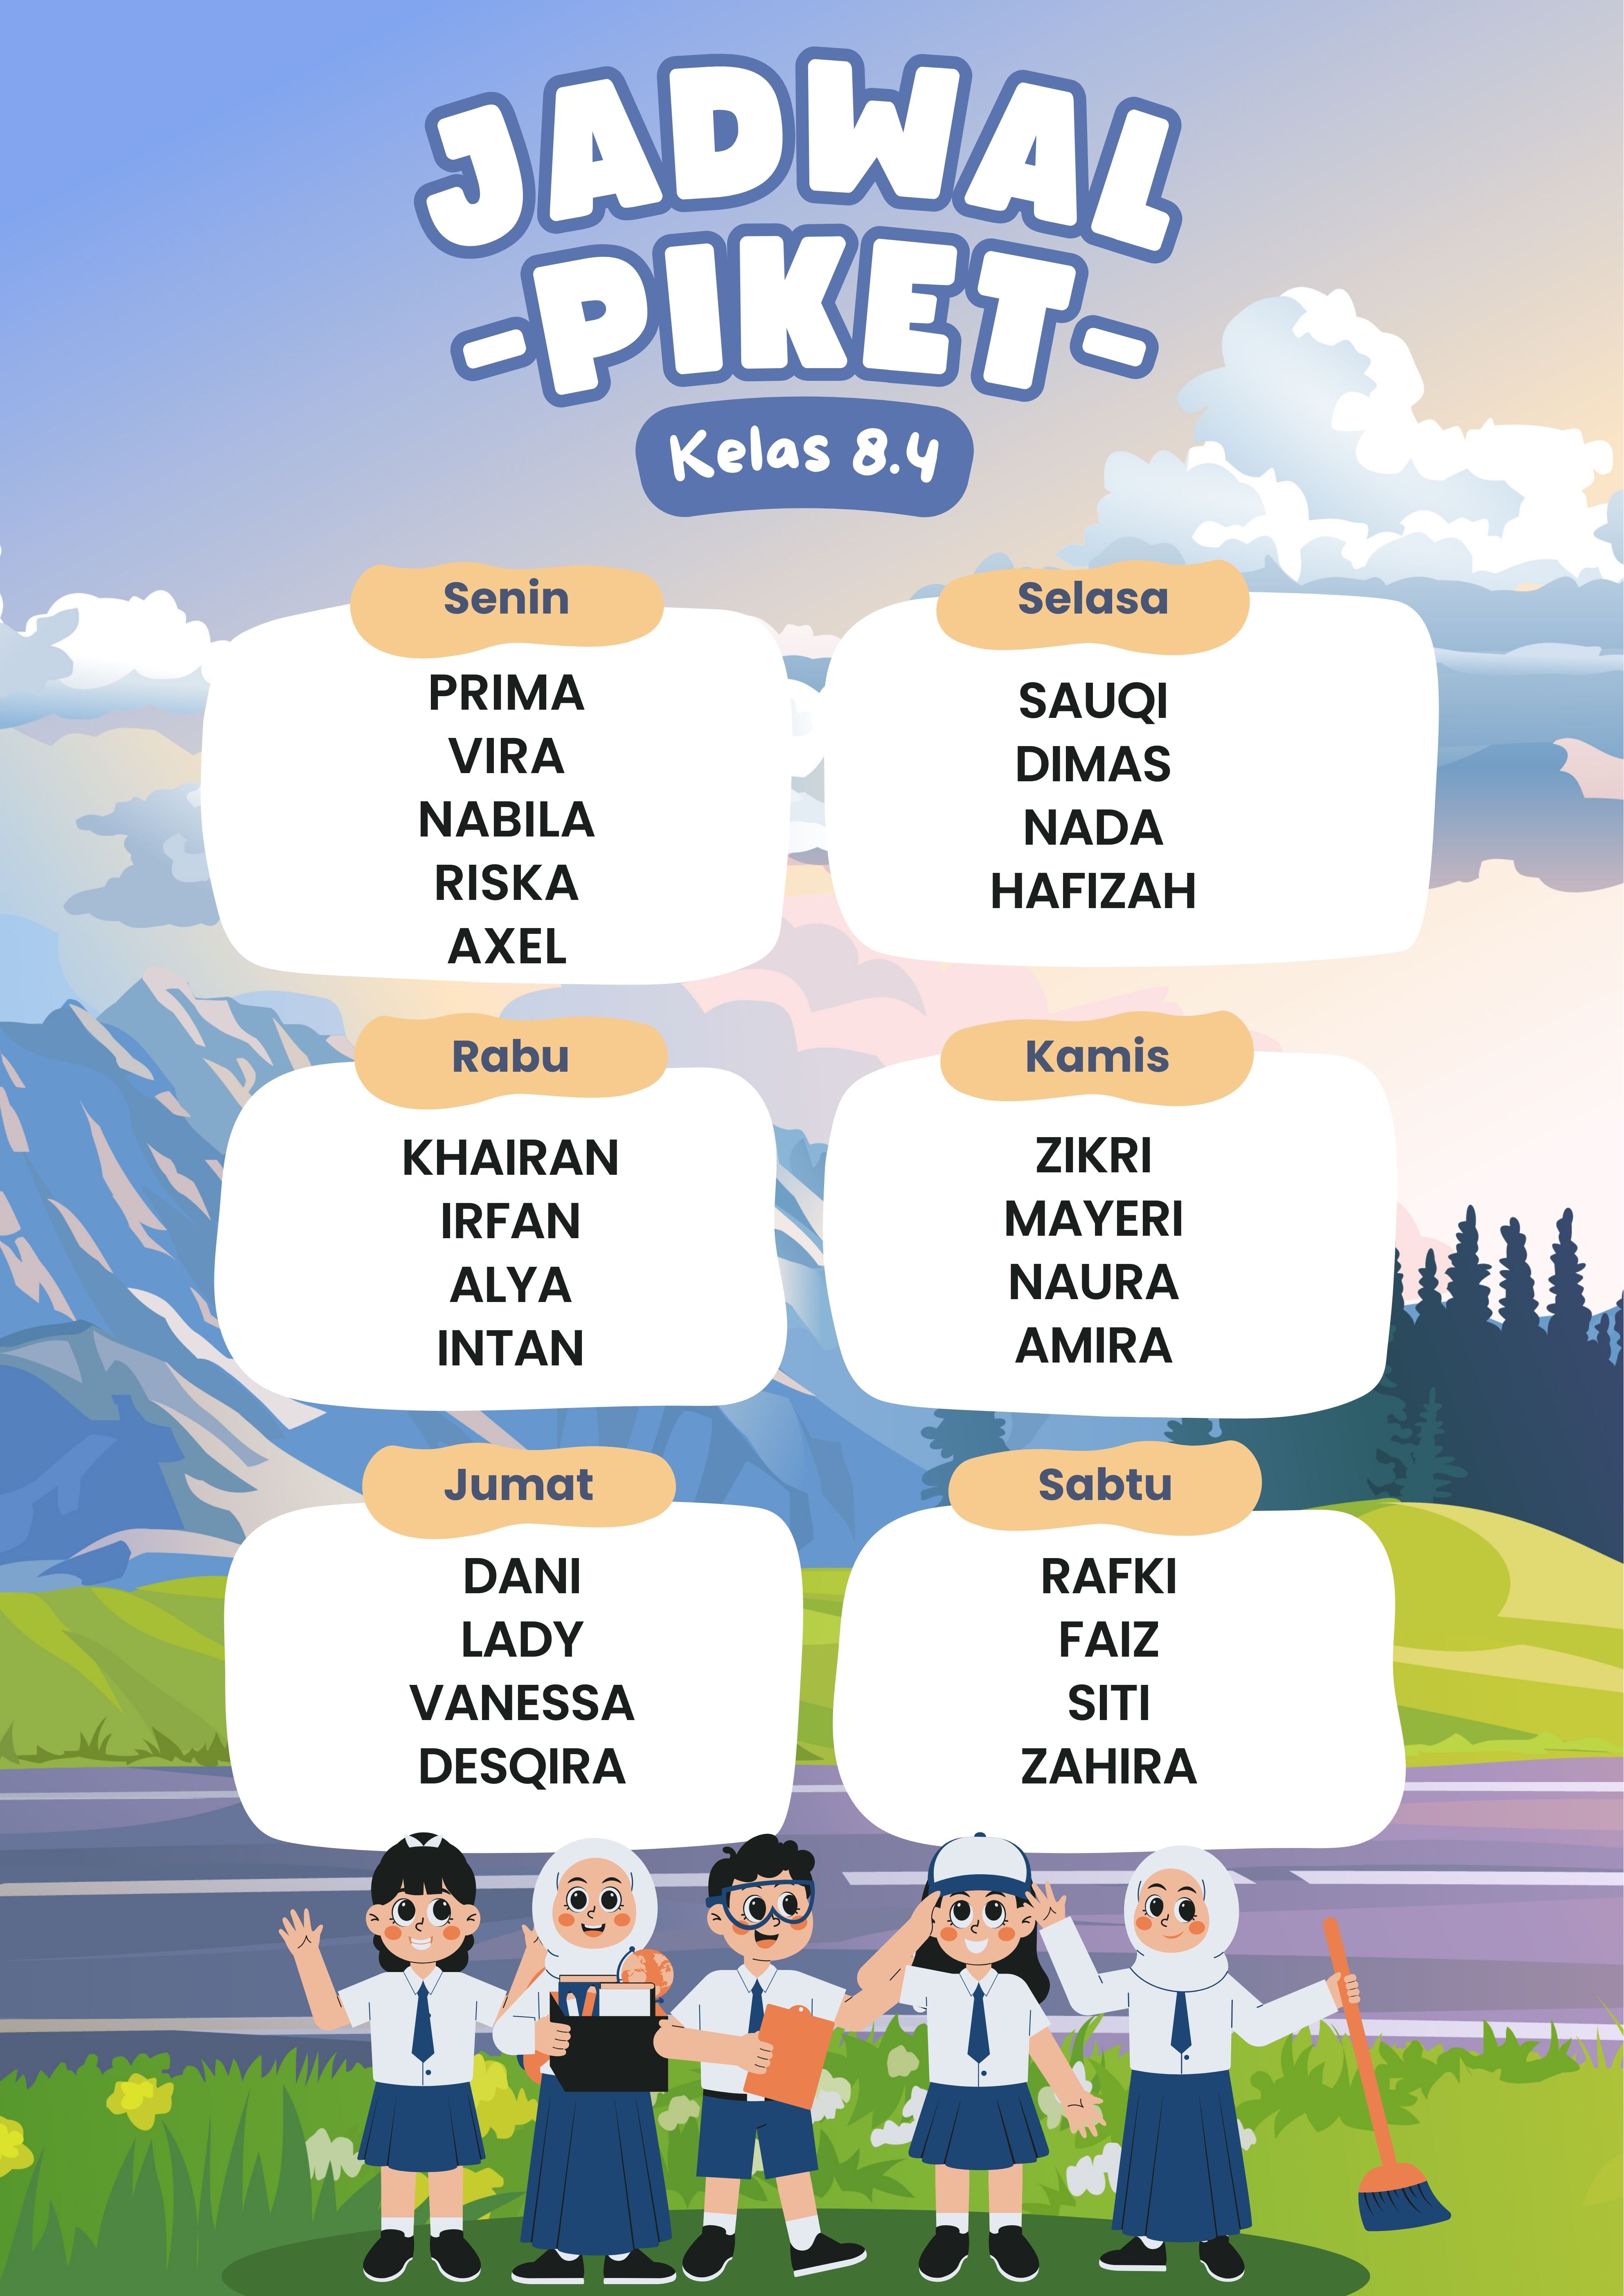 JADWAL
-PIKET-
Kelas 8.4
Senin
PRIMA
VIRA
NABILA
RISKA
AXEL
Selasa
SAUQI
DIMAS
NADA
HAFIZAH
Rabu
KHAIRAN
IRFAN
ALYA
INTAN
Kamis
ZIKRI
MAYERI
NAURA
AMIRA
Jumat
DANI
LADY
VANESSA
DESQIRA
Sabtu
RAFKI
FAIZ
SITI
ZAHIRA